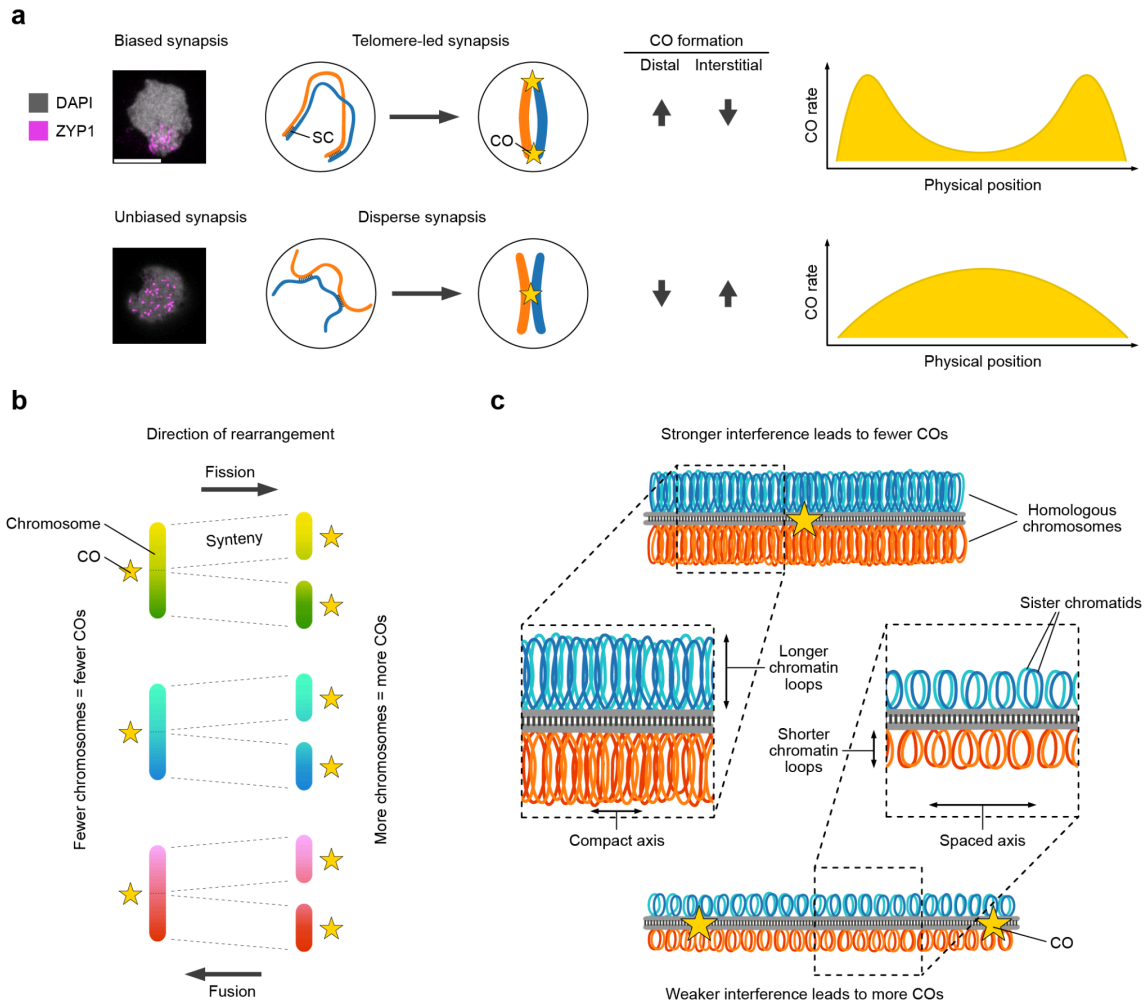 a
Biased synapsis
Telomere-led synapsis
CO formation
Distal
Interstitial
DAPI
ZYP1
SC
CO
CO rate
Physical position
Unbiased synapsis
Disperse synapsis
CO rate
Physical position
b
Direction of rearrangement
Fission
Chromosome
CO
Synteny
Fewer chromosomes = fewer COs
More chromosomes = more COs
Fusion
c
Stronger interference leads to fewer COs
Homologous
chromosomes
Sister chromatids
Longer
chromatin
loops
Shorter
chromatin
loops
Compact axis
Spaced axis
CO
Weaker interference leads to more COs